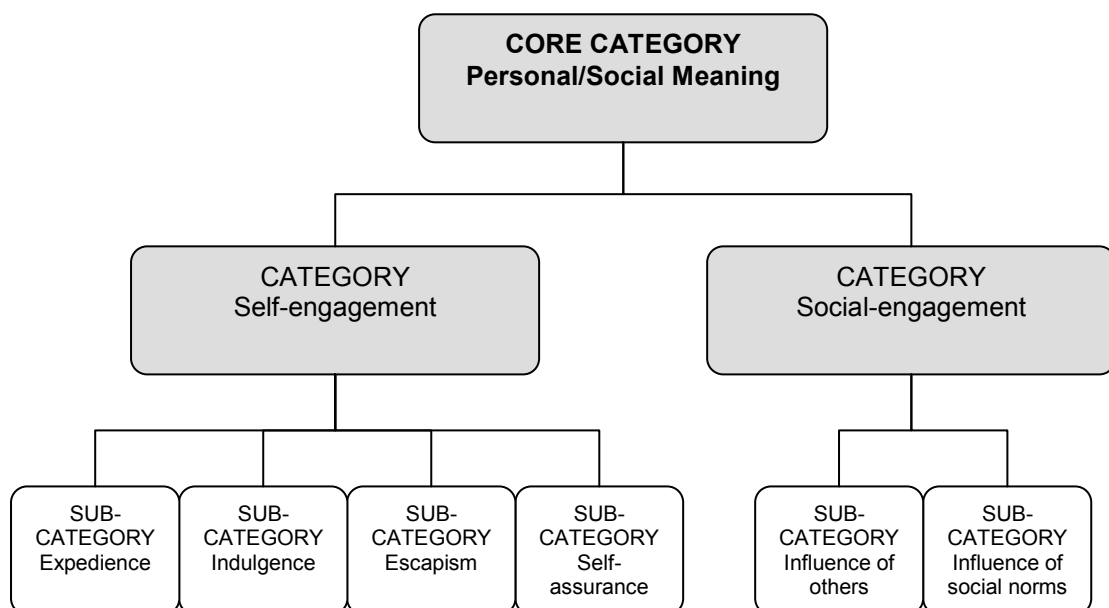 CORE CATEGORY
Personal/Social Meaning
CATEGORY
Self-engagement
CATEGORY
Social-engagement
SUB-
CATEGORY
Expedience
SUB-
CATEGORY
Indulgence
SUB-
CATEGORY
Escapism
SUB-
CATEGORY
Self-
assurance
SUB-
CATEGORY
Influence of
others
SUB-
CATEGORY
Influence of
social norms